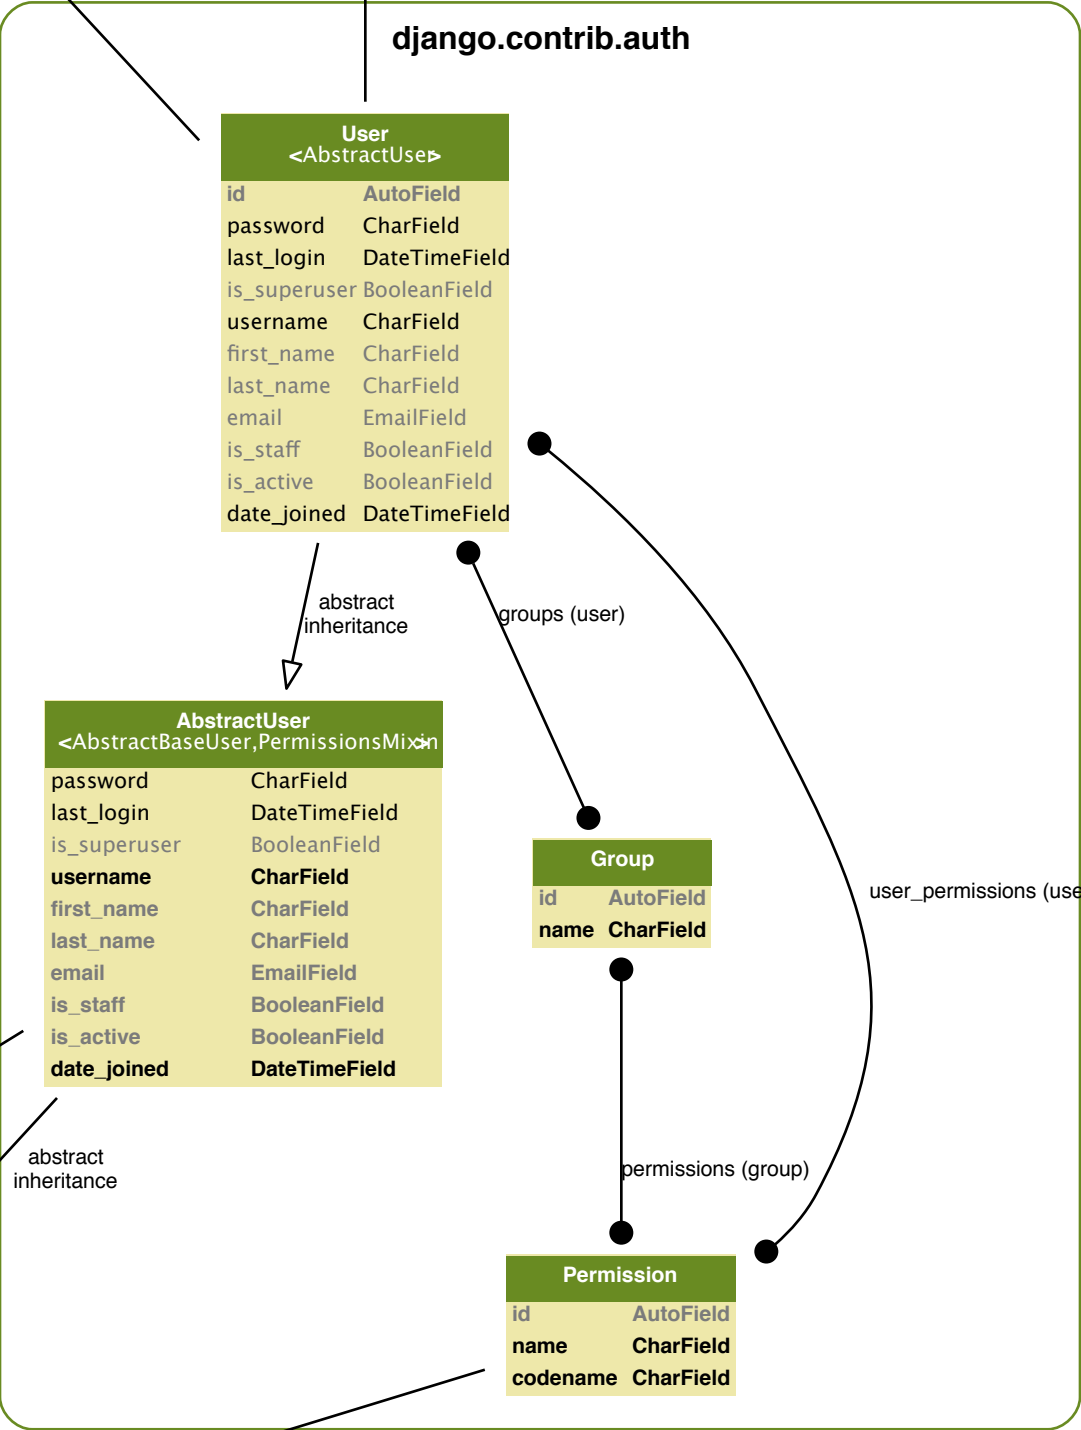 django.contrib.auth
User
<AbstractUser>
id AutoField
password CharField
last_login DateTimeField
is_superuser BooleanField
username CharField
first_name CharField
last_name CharField
email EmailField
is_staff BooleanField
is_active BooleanField
date_joined DateTimeField
abstract
inheritance
groups (user)
AbstractUser
<AbstractBaseUser,PermissionsMixin>
password CharField
last_login DateTimeField
is_superuser BooleanField
username CharField
first_name CharField
last_name CharField
email EmailField
is_staff BooleanField
is_active BooleanField
date_joined DateTimeField
abstract
inheritance
Group
id AutoField
name CharField
user_permissions (use
permissions (group)
Permission
id AutoField
name CharField
codename CharField